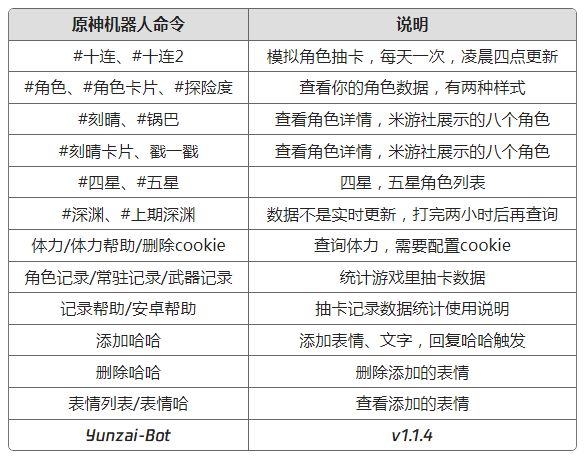 原神机器人命令 说明
#十连、#十连2 模拟角色抽卡，每天一次，凌晨四点更新
#角色、#角色卡片、#探险度 查看你的角色数据，有两种样式
#刻晴、#锅巴 查看角色详情，米游社展示的八个角色
#刻晴卡片、戳一戳 查看角色详情，米游社展示的八个角色
#四星、#五星 四星，五星角色列表
#深渊、#上期深渊 数据不是实时更新，打完两小时后再查询
体力/体力帮助/删除cookie 查询体力，需要配置cookie
角色记录/常驻记录/武器记录 统计游戏里抽卡数据
记录帮助/安卓帮助 抽卡记录数据统计使用说明
添加哈哈 添加表情、文字，回复哈哈触发
删除哈哈 删除添加的表情
表情列表/表情哈 查看添加的表情
Yunzai-Bot v1.1.4